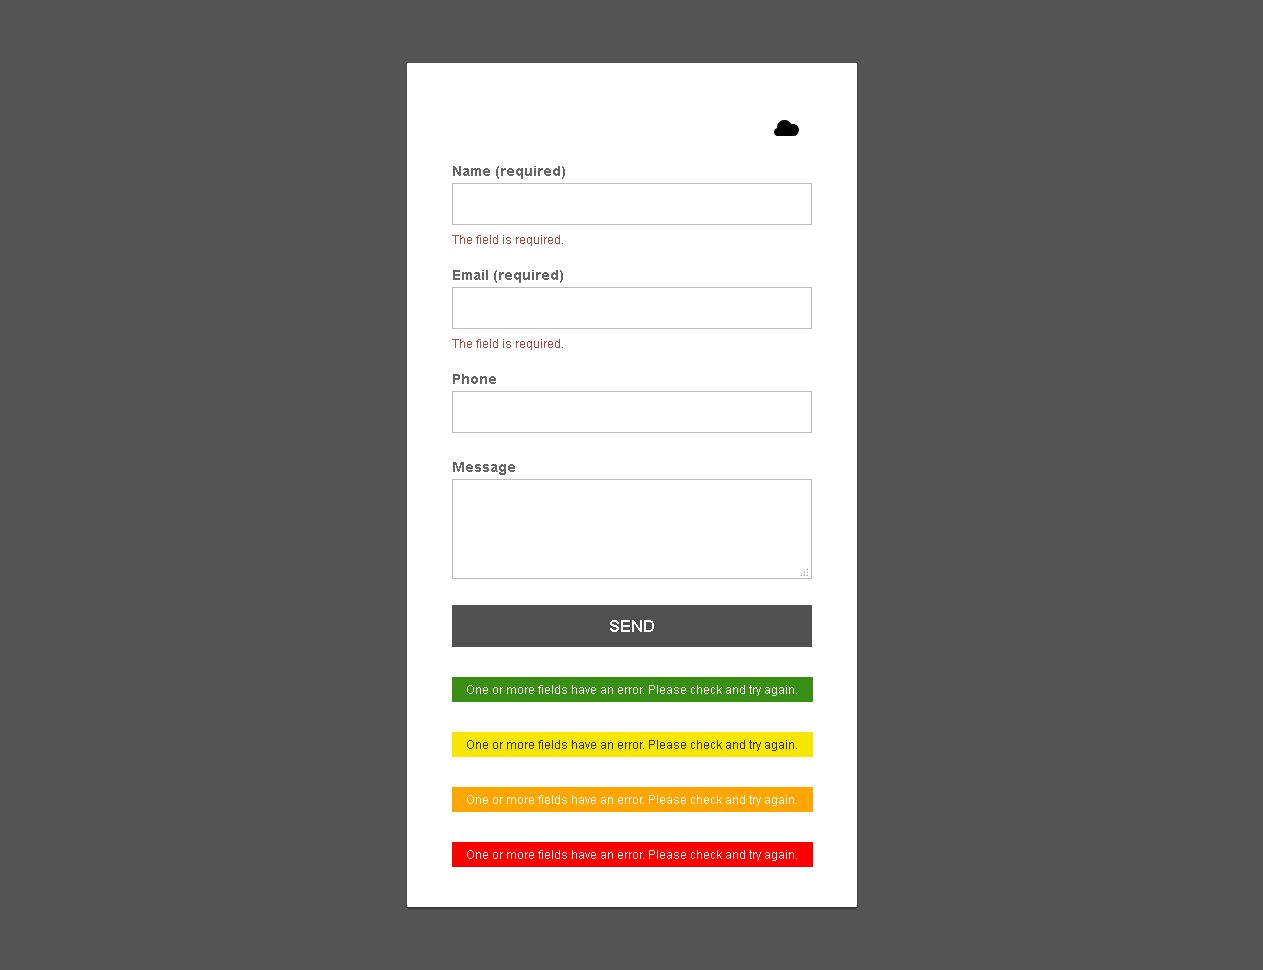 Name (required)
The field is required.
Email (required)
The field is required.
Phone
Message
SEND
One or more fields have an error. Please check and try again.
One or more fields have an error. Please check and try again.
One or more fields have an error. Please check and try again.
One or more fields have an error. Please check and try again.